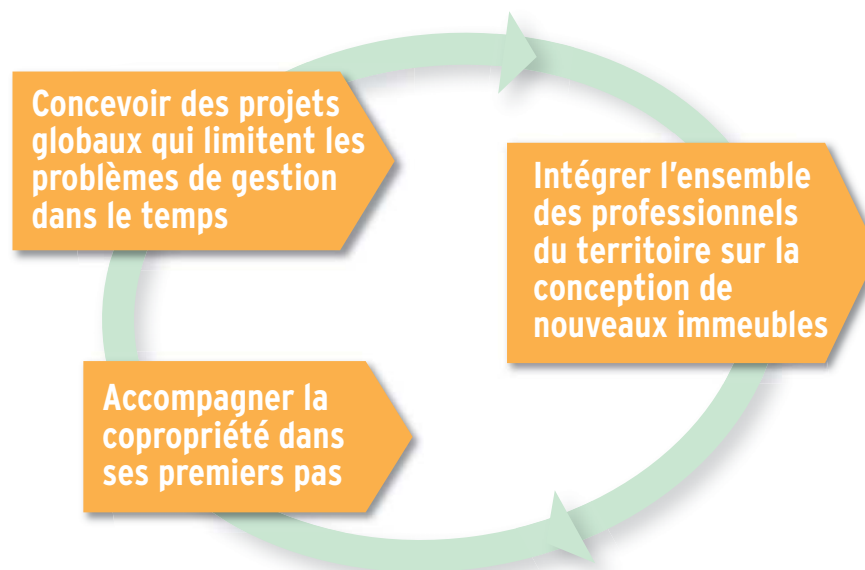 Concevoir des projets
globaux qui limitent les
problèmes de gestion
dans le temps
Intégrer l’ensemble
des professionnels
du territoire sur la
conception de
nouveaux immeubles
Accompagner la
copropriété dans
ses premiers pas